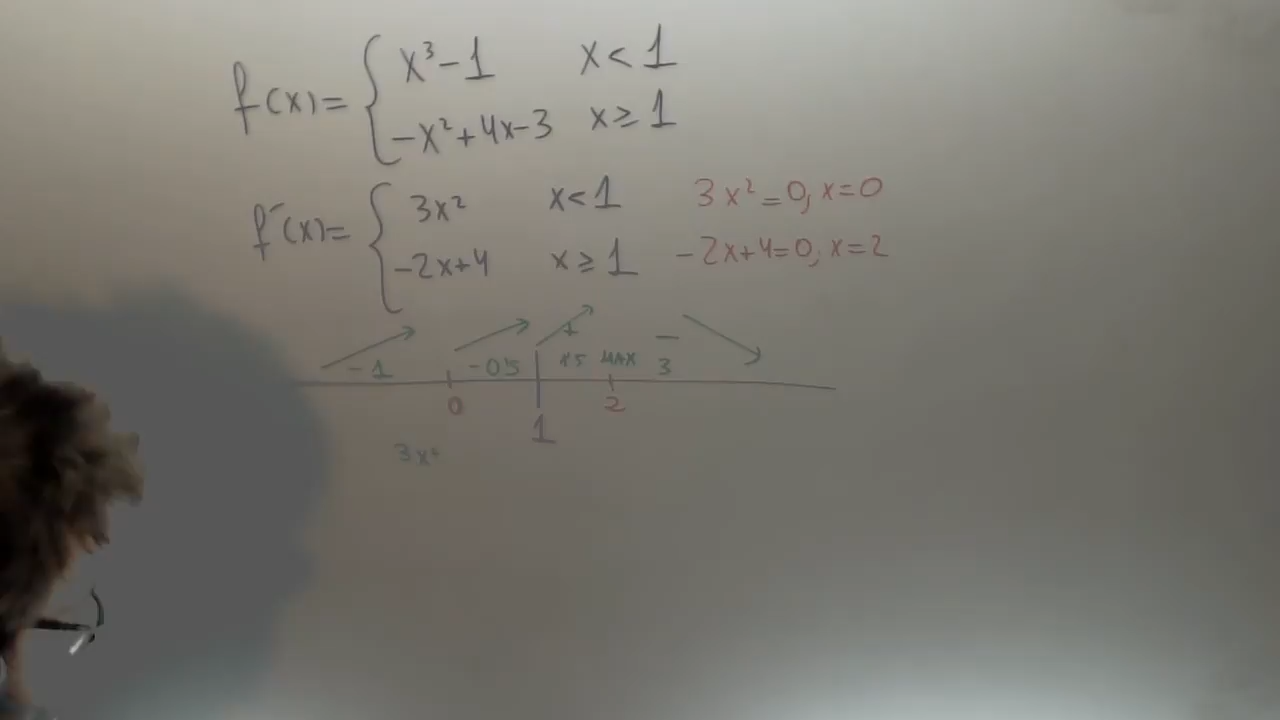 f(x)= { x³-1 x<1
-x²+4x-3 x≥1
f'(x)= { 3x² x<1 3x²=0, x=0
-2x+4 x≥1 -2x+4=0, x=2
+ −
-1 -0'5 1'5 MAX 3
0 1 2
3x²